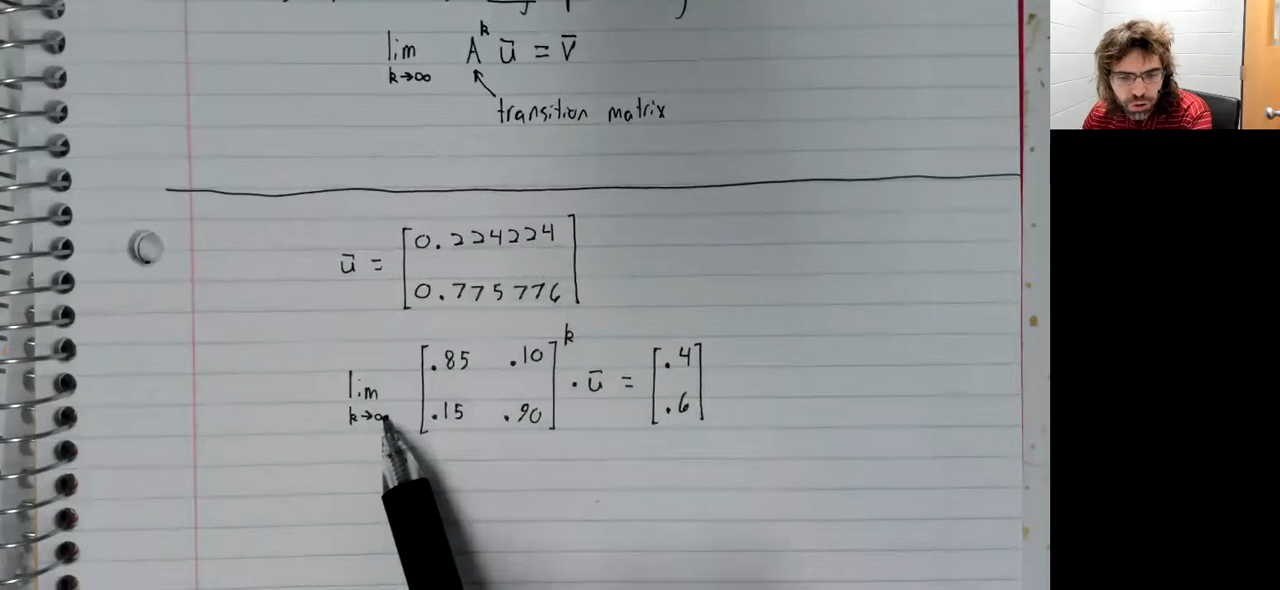 lim A^k ū = v̄
k→∞
transition matrix
ū = [0.224224
0.775776]
lim [.85 .10
k→∞ .15 .90]^k · ū = [.4
.6]